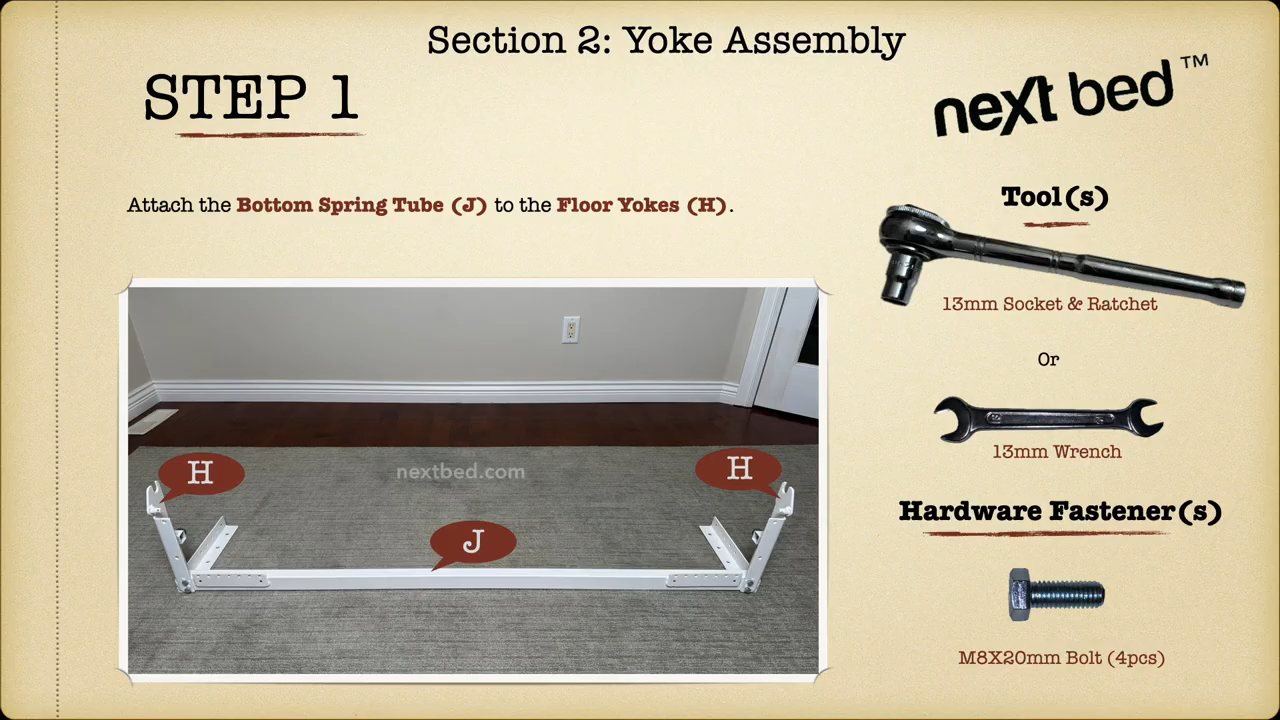 Section 2: Yoke Assembly
STEP 1
next bed™
Attach the Bottom Spring Tube (J) to the Floor Yokes (H).
Tool(s)
13mm Socket & Ratchet
Or
13mm Wrench
Hardware Fastener(s)
M8X20mm Bolt (4pcs)
nextbed.com
H
H
J